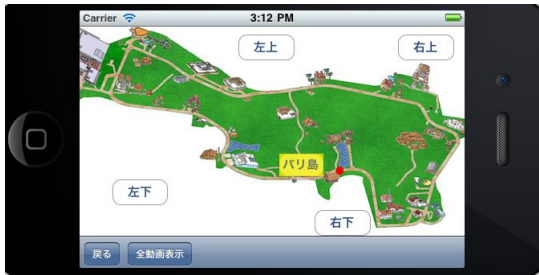 Carrier 3:12 PM
左上
右上
バリ島
左下
右下
戻る 全動画表示